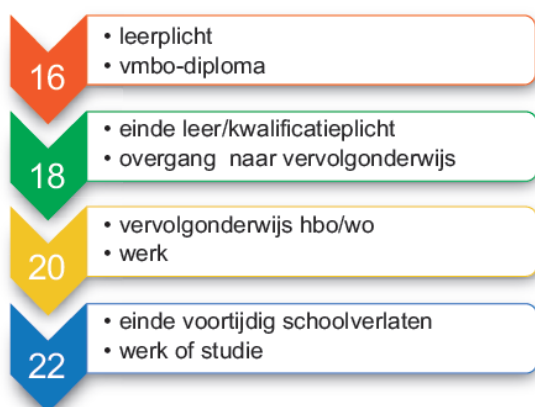 16
• leerplicht
• vmbo-diploma
18
• einde leer/kwalificatieplicht
• overgang naar vervolgonderwijs
20
• vervolgonderwijs hbo/wo
• werk
22
• einde voortijdig schoolverlaten
• werk of studie